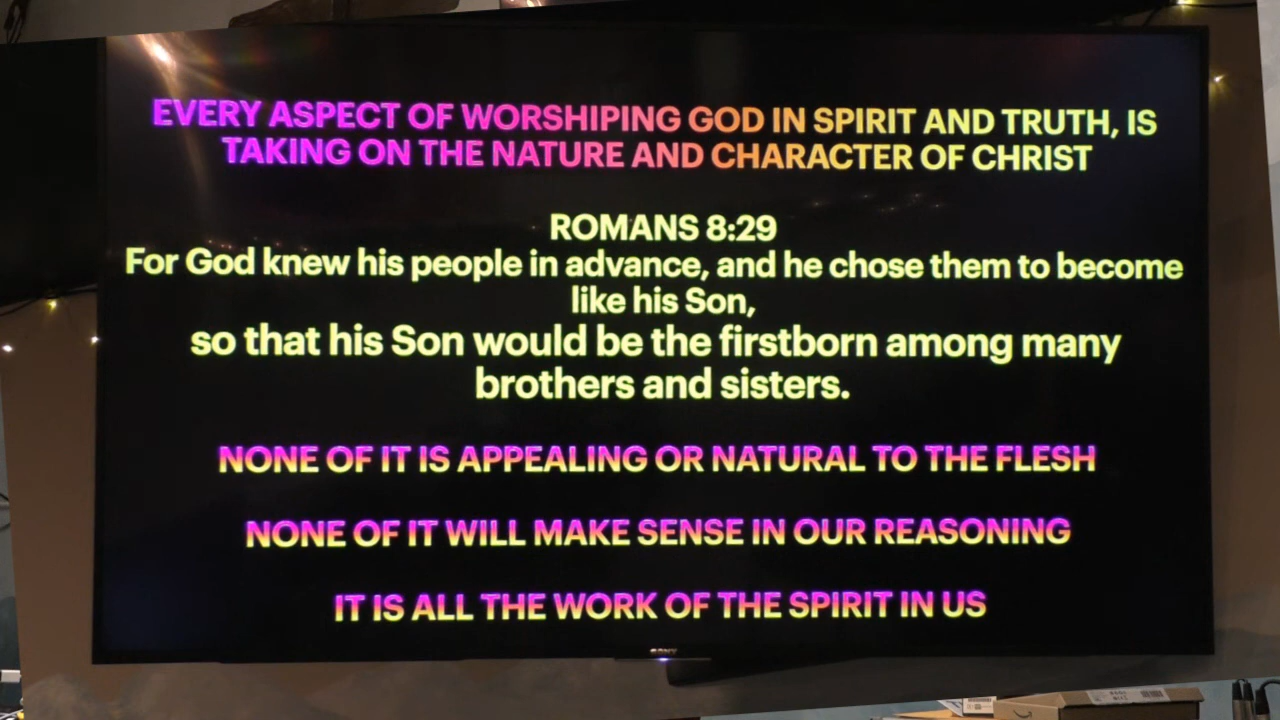 EVERY ASPECT OF WORSHIPING GOD IN SPIRIT AND TRUTH, IS
TAKING ON THE NATURE AND CHARACTER OF CHRIST
ROMANS 8:29
For God knew his people in advance, and he chose them to become
like his Son,
so that his Son would be the firstborn among many
brothers and sisters.
NONE OF IT IS APPEALING OR NATURAL TO THE FLESH
NONE OF IT WILL MAKE SENSE IN OUR REASONING
IT IS ALL THE WORK OF THE SPIRIT IN US
SONY